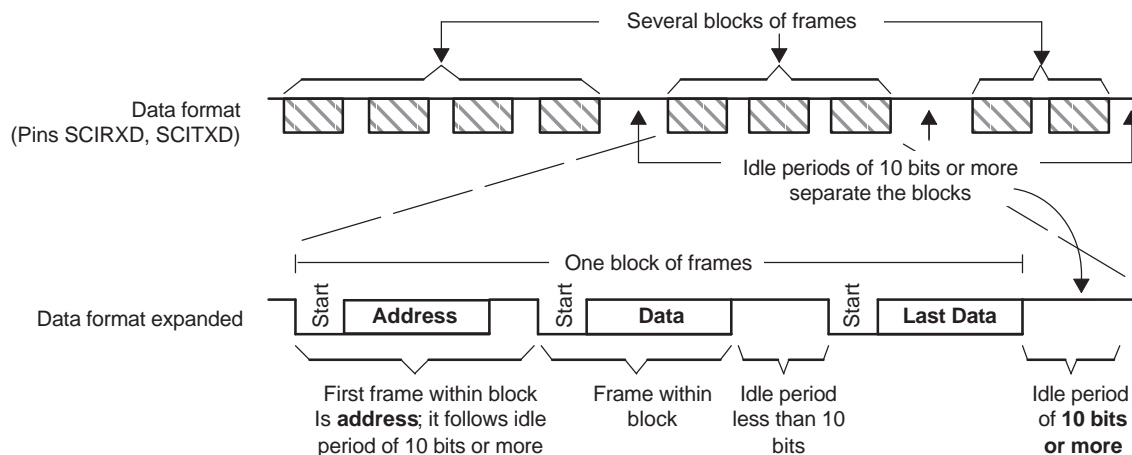 Several blocks of frames
Data format
(Pins SCIRXD, SCITXD)
Idle periods of 10 bits or more
separate the blocks
One block of frames
Data format expanded
Start
Address
Start
Data
Start
Last Data
First frame within block
Is address; it follows idle
period of 10 bits or more
Frame within
block
Idle period
less than 10
bits
Idle period
of 10 bits
or more